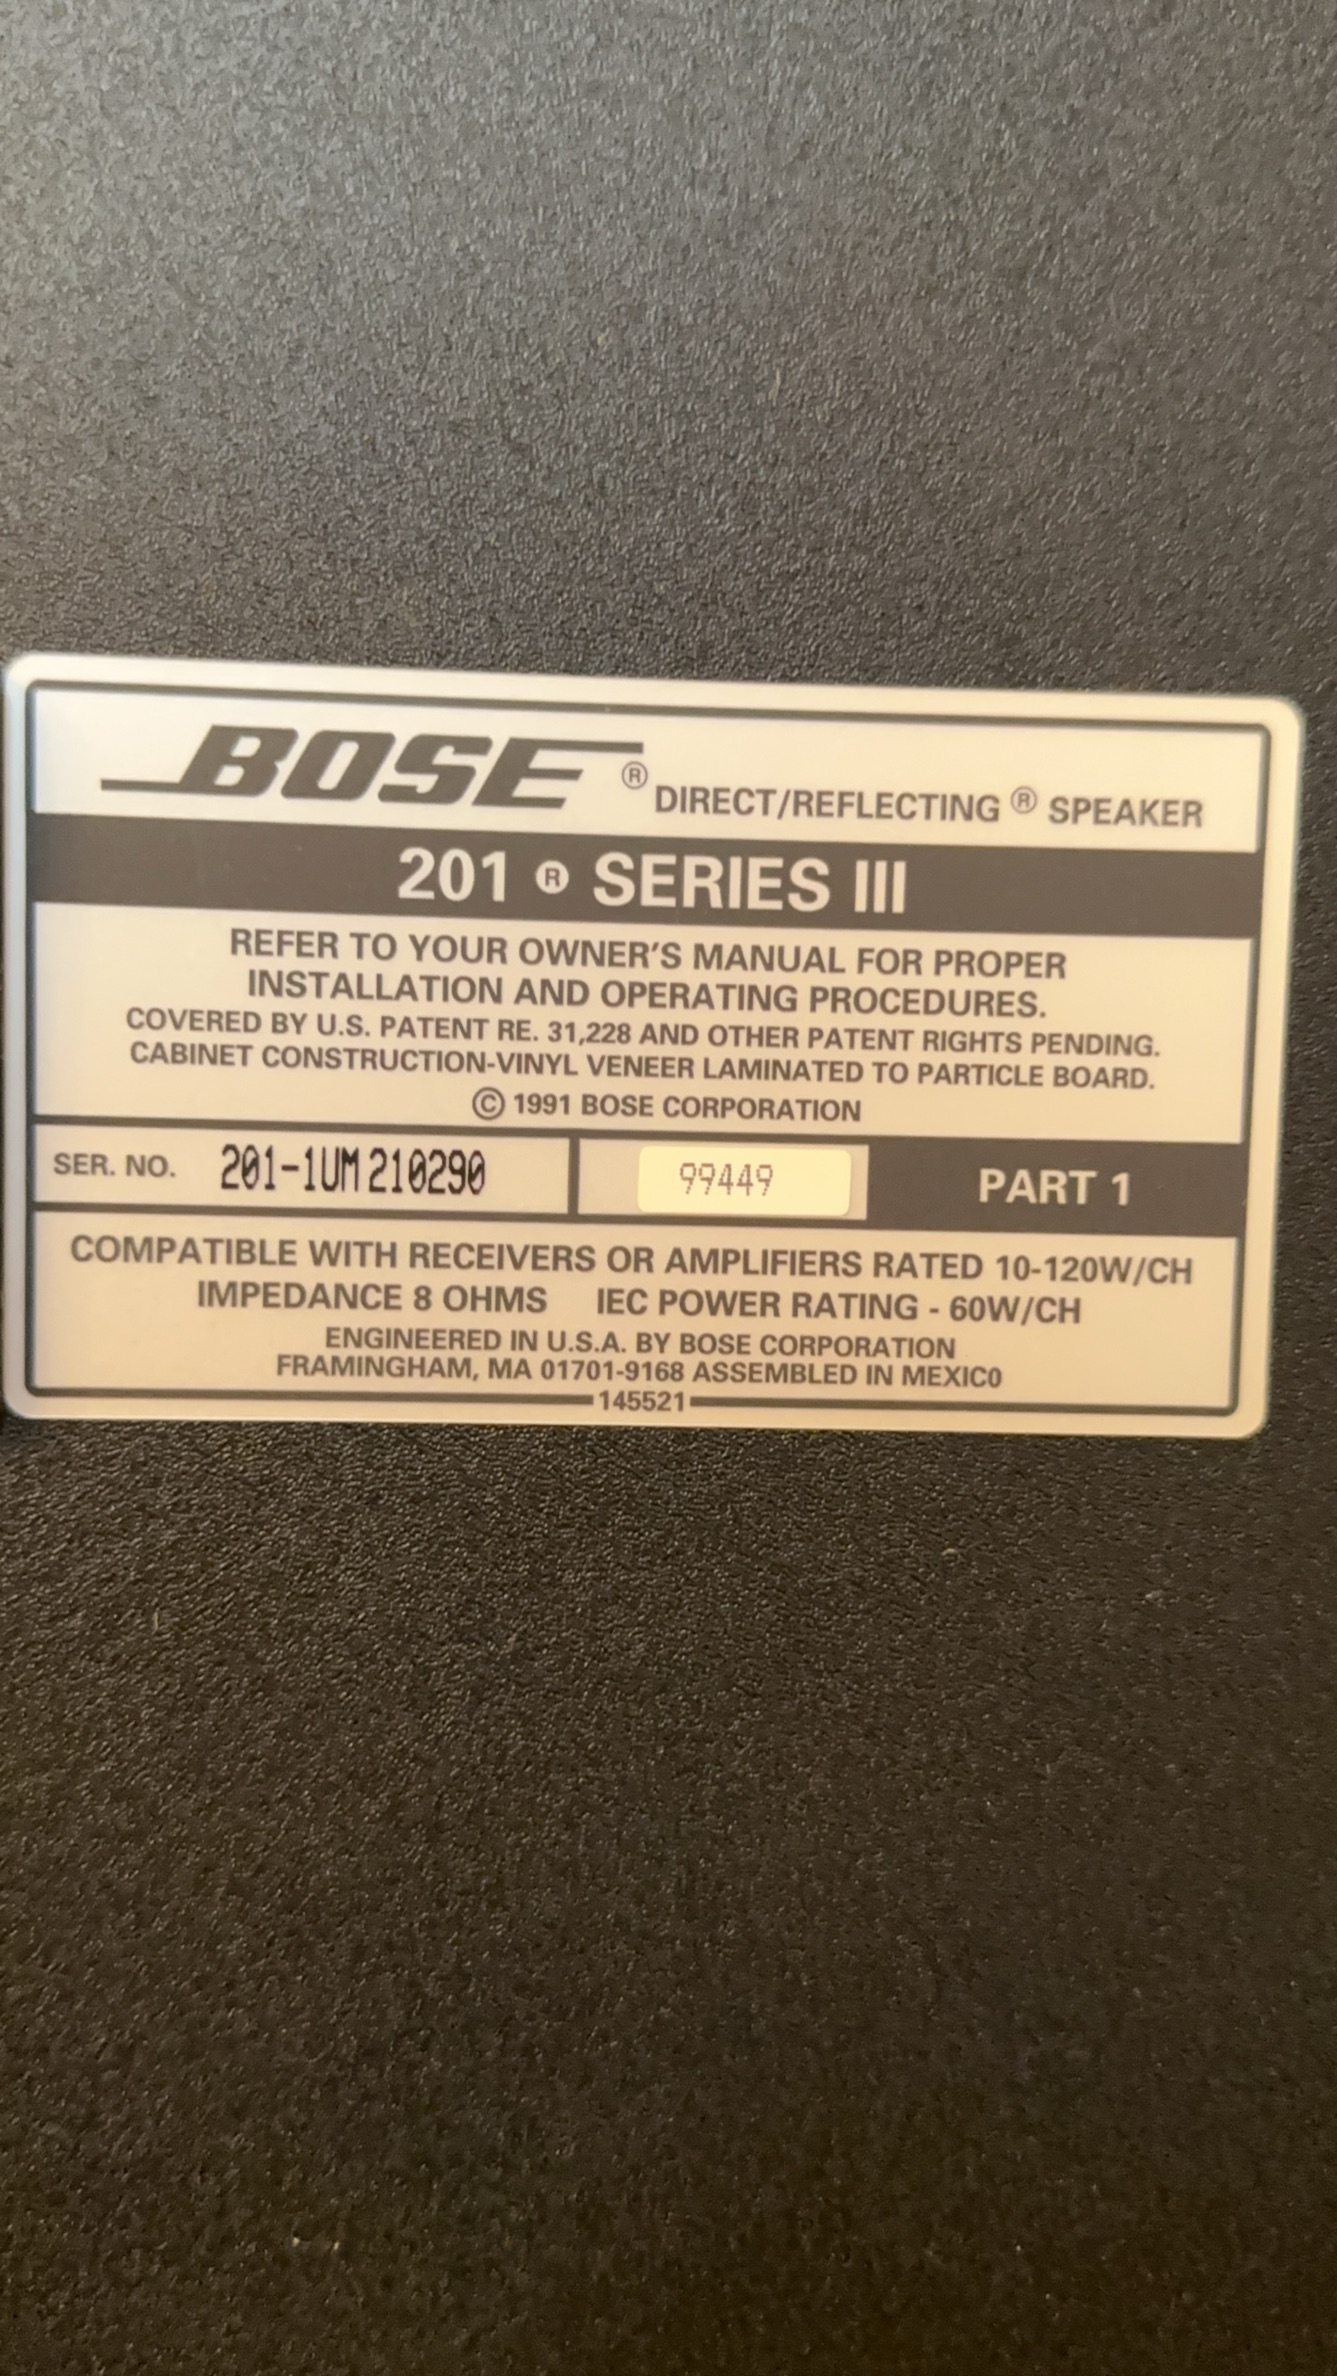 BOSE® DIRECT/REFLECTING® SPEAKER
201® SERIES III
REFER TO YOUR OWNER'S MANUAL FOR PROPER
INSTALLATION AND OPERATING PROCEDURES.
COVERED BY U.S. PATENT RE. 31,228 AND OTHER PATENT RIGHTS PENDING.
CABINET CONSTRUCTION-VINYL VENEER LAMINATED TO PARTICLE BOARD.
© 1991 BOSE CORPORATION
SER. NO. 201-1UM210290 99449 PART 1
COMPATIBLE WITH RECEIVERS OR AMPLIFIERS RATED 10-120W/CH
IMPEDANCE 8 OHMS IEC POWER RATING - 60W/CH
ENGINEERED IN U.S.A. BY BOSE CORPORATION
FRAMINGHAM, MA 01701-9168 ASSEMBLED IN MEXICO
145521